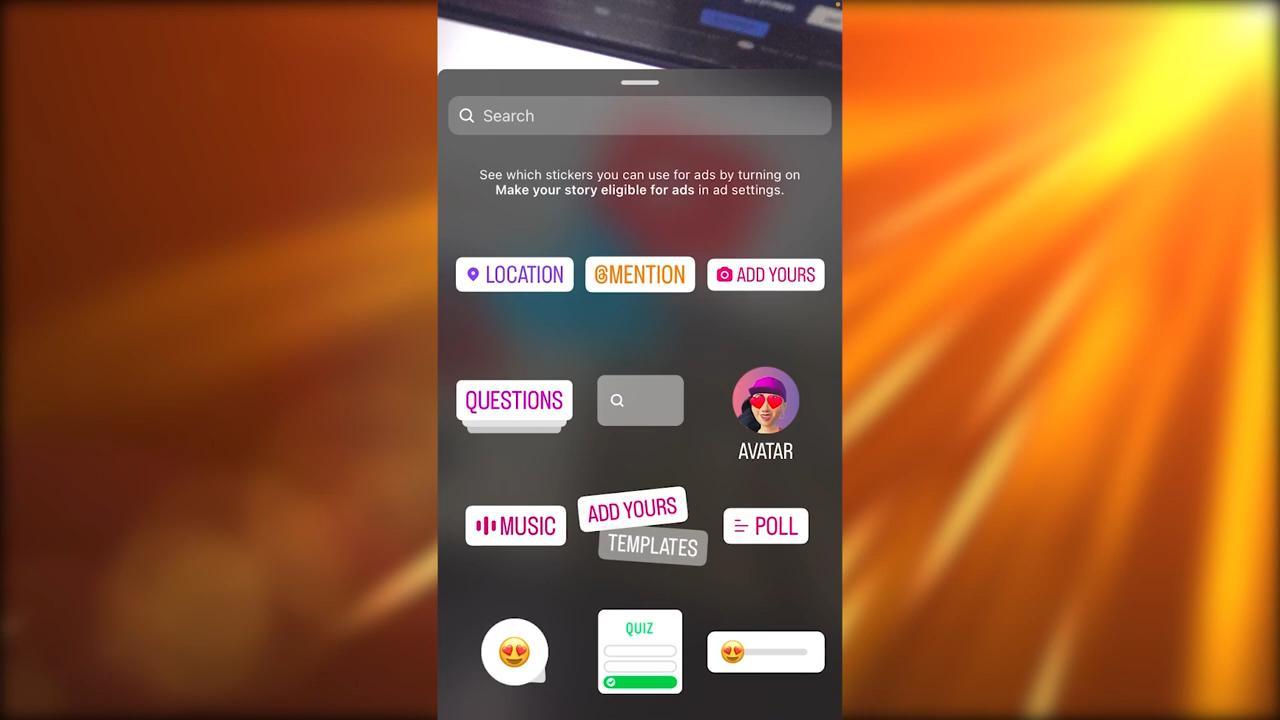 Search
See which stickers you can use for ads by turning on
Make your story eligible for ads in ad settings.
LOCATION
@MENTION
ADD YOURS
QUESTIONS
AVATAR
MUSIC
ADD YOURS
TEMPLATES
POLL
QUIZ